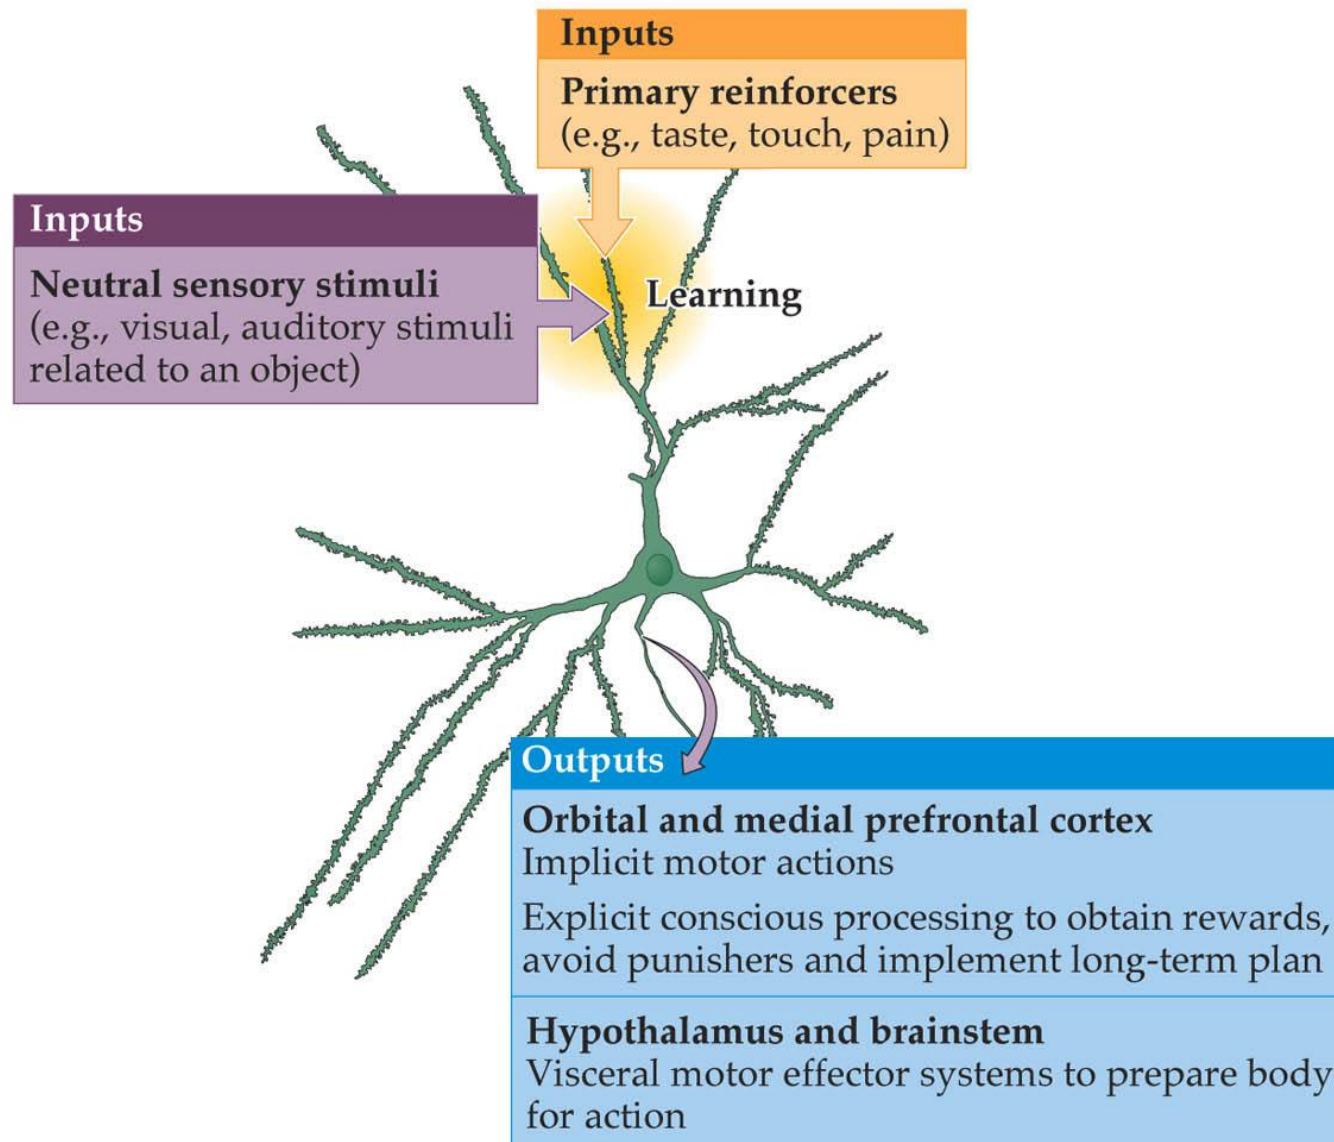 Inputs
Primary reinforcers
(e.g., taste, touch, pain)
Inputs
Neutral sensory stimuli
(e.g., visual, auditory stimuli
related to an object)
Learning
Outputs
Orbital and medial prefrontal cortex
Implicit motor actions
Explicit conscious processing to obtain rewards,
avoid punishers and implement long-term plan
Hypothalamus and brainstem
Visceral motor effector systems to prepare body
for action